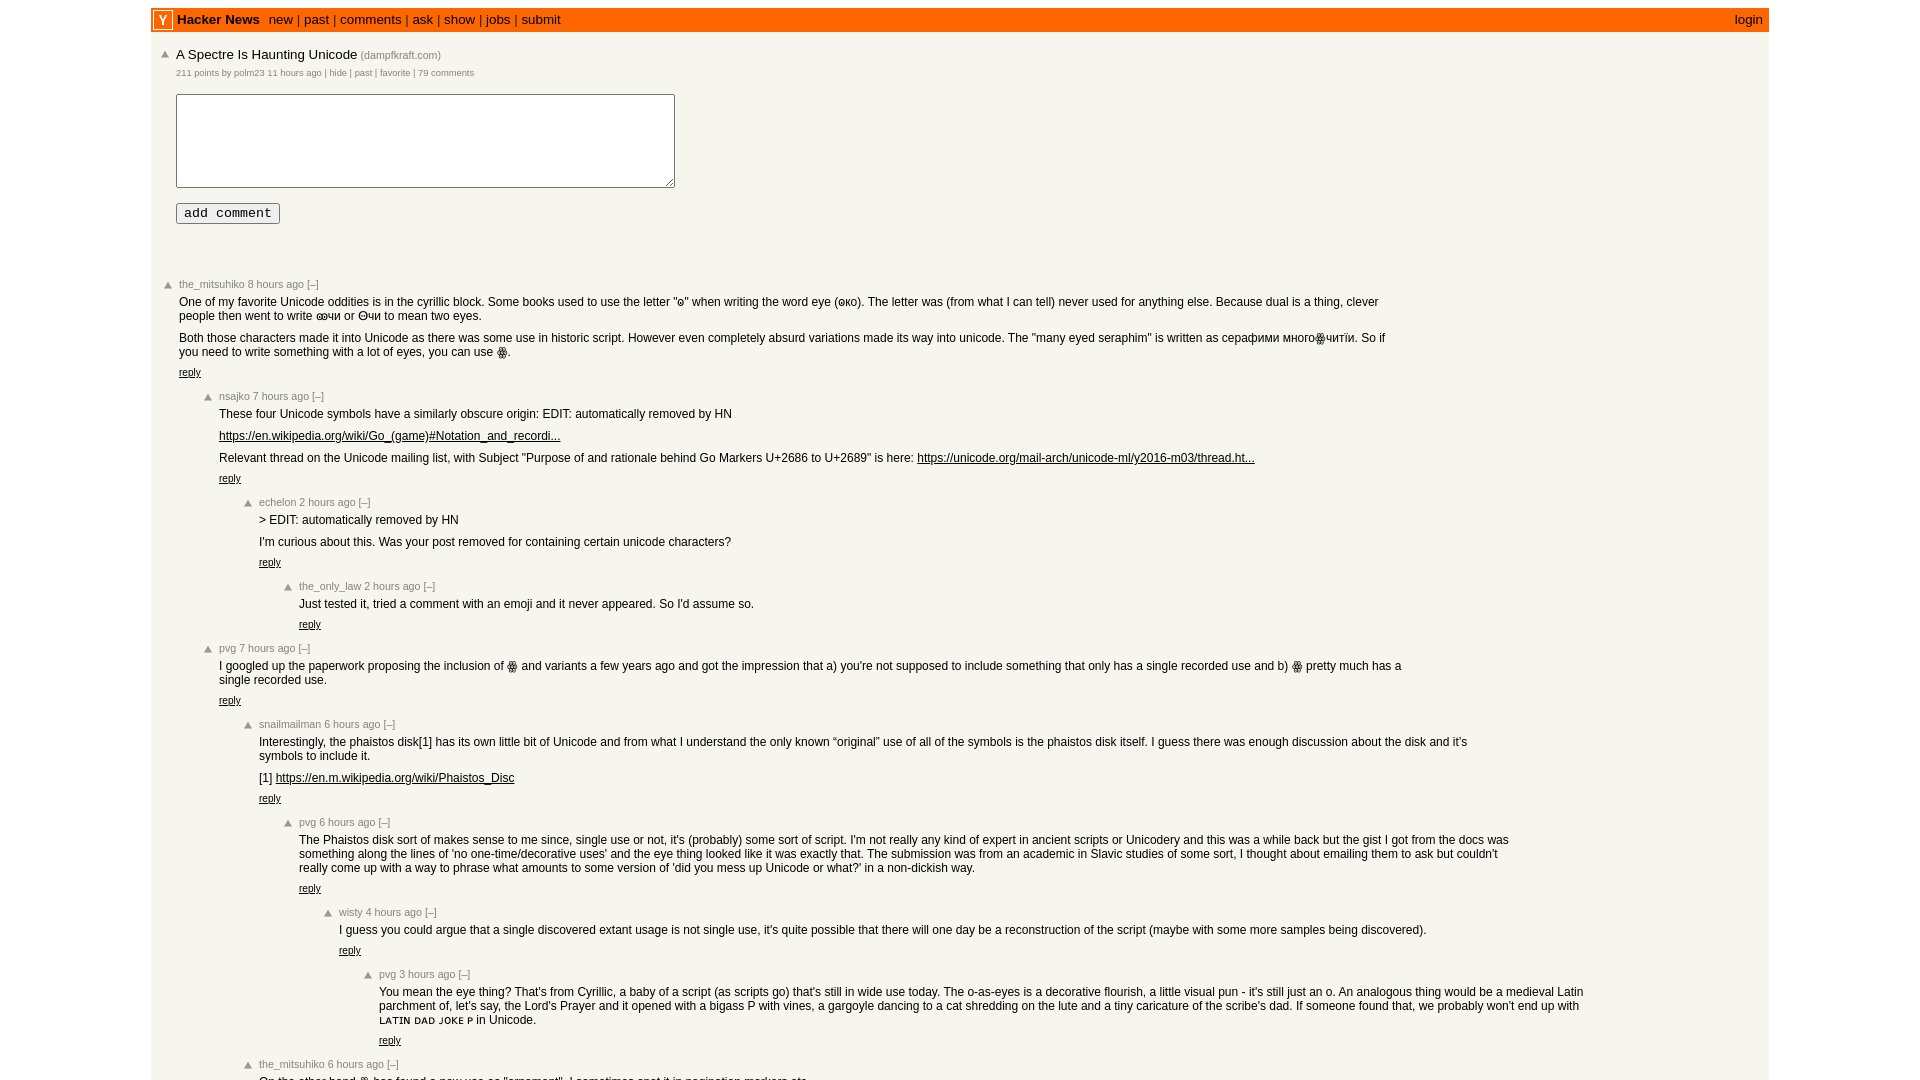 Y Hacker News new | past | comments | ask | show | jobs | submit login
A Spectre Is Haunting Unicode (dampfkraft.com)
211 points by polm23 11 hours ago | hide | past | favorite | 79 comments
add comment
the_mitsuhiko 8 hours ago [–]
One of my favorite Unicode oddities is in the cyrillic block. Some books used to use the letter "ꙩ" when writing the word eye (ꙩко). The letter was (from what I can tell) never used for anything else. Because dual is a thing, clever
people then went to write ꙭчи or Ꙫчи to mean two eyes.
Both those characters made it into Unicode as there was some use in historic script. However even completely absurd variations made its way into unicode. The "many eyed seraphim" is written as серафими многоꙮчитїи. So if
you need to write something with a lot of eyes, you can use ꙮ.
reply
nsajko 7 hours ago [–]
These four Unicode symbols have a similarly obscure origin: EDIT: automatically removed by HN
https://en.wikipedia.org/wiki/Go_(game)#Notation_and_recordi...
Relevant thread on the Unicode mailing list, with Subject "Purpose of and rationale behind Go Markers U+2686 to U+2689" is here: https://unicode.org/mail-arch/unicode-ml/y2016-m03/thread.ht...
reply
echelon 2 hours ago [–]
> EDIT: automatically removed by HN
I'm curious about this. Was your post removed for containing certain unicode characters?
reply
the_only_law 2 hours ago [–]
Just tested it, tried a comment with an emoji and it never appeared. So I'd assume so.
reply
pvg 7 hours ago [–]
I googled up the paperwork proposing the inclusion of ꙮ and variants a few years ago and got the impression that a) you're not supposed to include something that only has a single recorded use and b) ꙮ pretty much has a
single recorded use.
reply
snailmailman 6 hours ago [–]
Interestingly, the phaistos disk[1] has its own little bit of Unicode and from what I understand the only known “original” use of all of the symbols is the phaistos disk itself. I guess there was enough discussion about the disk and it’s
symbols to include it.
[1] https://en.m.wikipedia.org/wiki/Phaistos_Disc
reply
pvg 6 hours ago [–]
The Phaistos disk sort of makes sense to me since, single use or not, it's (probably) some sort of script. I'm not really any kind of expert in ancient scripts or Unicodery and this was a while back but the gist I got from the docs was
something along the lines of 'no one-time/decorative uses' and the eye thing looked like it was exactly that. The submission was from an academic in Slavic studies of some sort, I thought about emailing them to ask but couldn't
really come up with a way to phrase what amounts to some version of 'did you mess up Unicode or what?' in a non-dickish way.
reply
wisty 4 hours ago [–]
I guess you could argue that a single discovered extant usage is not single use, it's quite possible that there will one day be a reconstruction of the script (maybe with some more samples being discovered).
reply
pvg 3 hours ago [–]
You mean the eye thing? That's from Cyrillic, a baby of a script (as scripts go) that's still in wide use today. The o-as-eyes is a decorative flourish, a little visual pun - it's still just an o. An analogous thing would be a medieval Latin
parchment of, let's say, the Lord's Prayer and it opened with a bigass P with vines, a gargoyle dancing to a cat shredding on the lute and a tiny caricature of the scribe's dad. If someone found that, we probably won't end up with
ʟᴀᴛɪɴ ᴅᴀᴅ ᴊᴏᴋᴇ ᴘ in Unicode.
reply
the_mitsuhiko 6 hours ago [–]